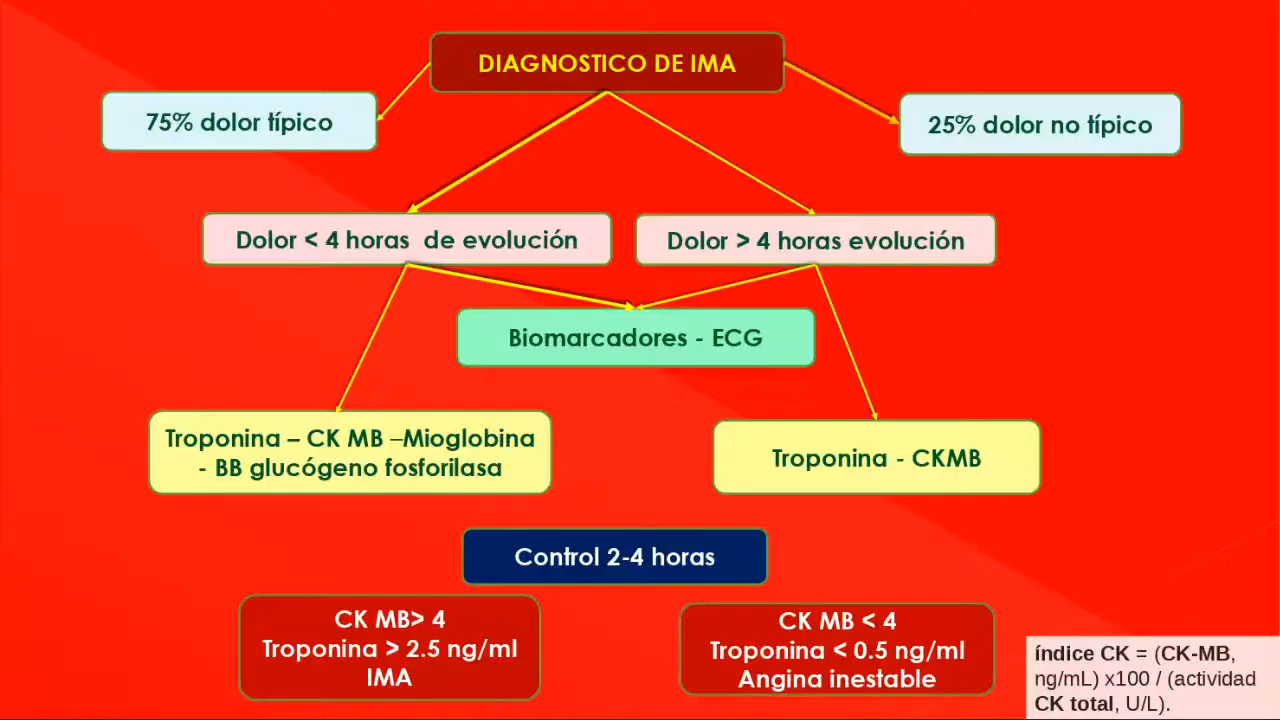 DIAGNOSTICO DE IMA
75% dolor típico
25% dolor no típico
Dolor < 4 horas de evolución
Dolor > 4 horas evolución
Biomarcadores - ECG
Troponina – CK MB –Mioglobina
- BB glucógeno fosforilasa
Troponina - CKMB
Control 2-4 horas
CK MB> 4
Troponina > 2.5 ng/ml
IMA
CK MB < 4
Troponina < 0.5 ng/ml
Angina inestable
índice CK = (CK-MB,
ng/mL) x100 / (actividad
CK total, U/L).